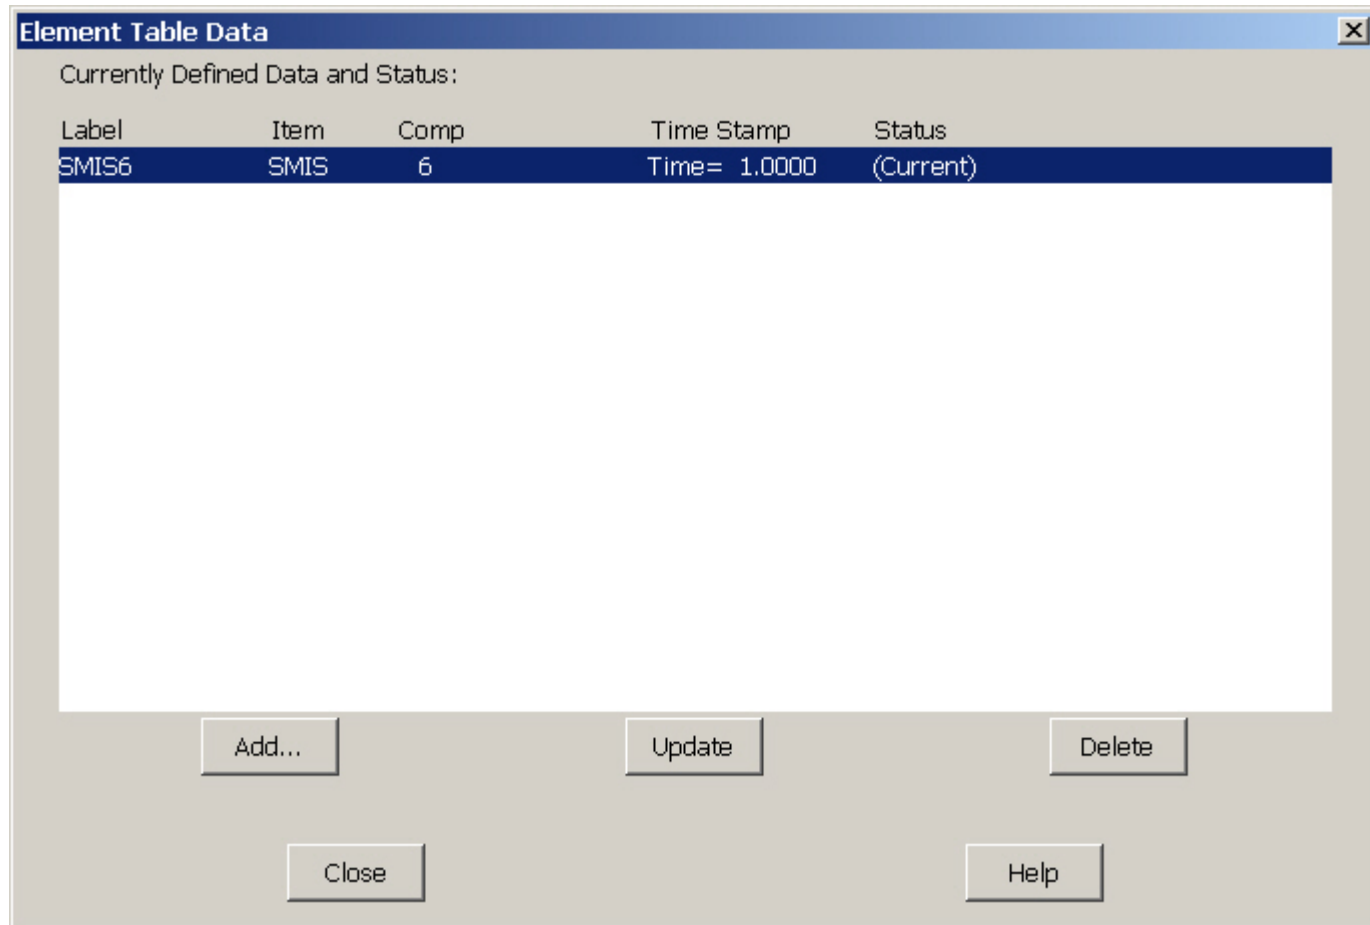 Element Table Data
Currently Defined Data and Status:
Label Item Comp Time Stamp Status
SMIS6 SMIS 6 Time= 1.0000 (Current)
Add... Update Delete
Close Help